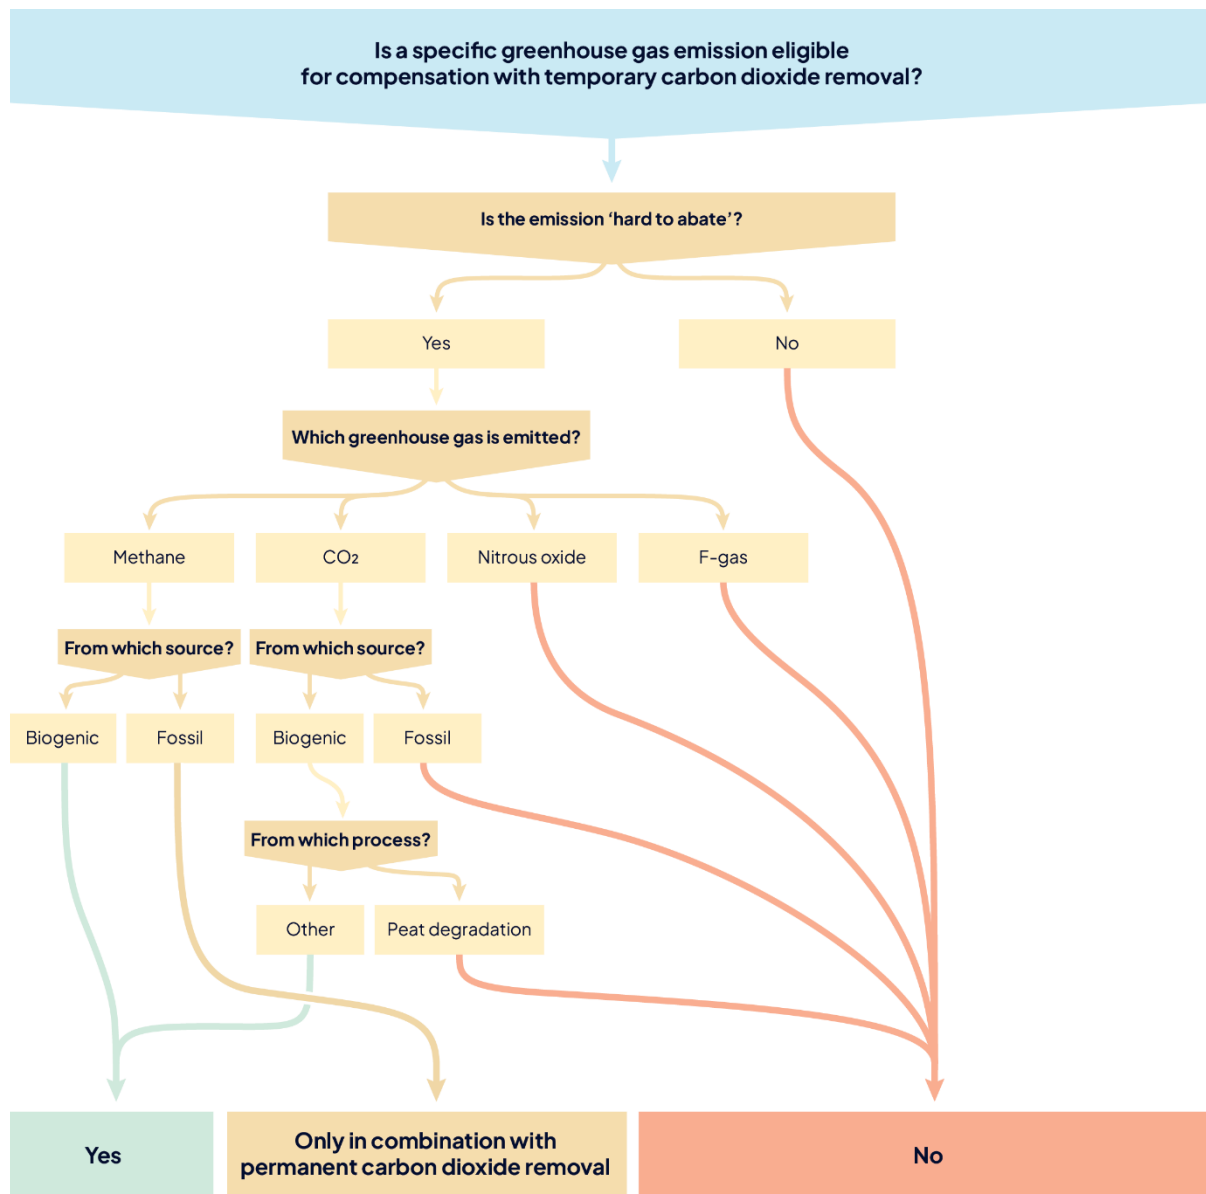 Is a specific greenhouse gas emission eligible
for compensation with temporary carbon dioxide removal?
Is the emission ‘hard to abate’?
Yes
No
Which greenhouse gas is emitted?
Methane
CO₂
Nitrous oxide
F-gas
From which source?
From which source?
Biogenic
Fossil
Biogenic
Fossil
From which process?
Other
Peat degradation
Yes
Only in combination with
permanent carbon dioxide removal
No